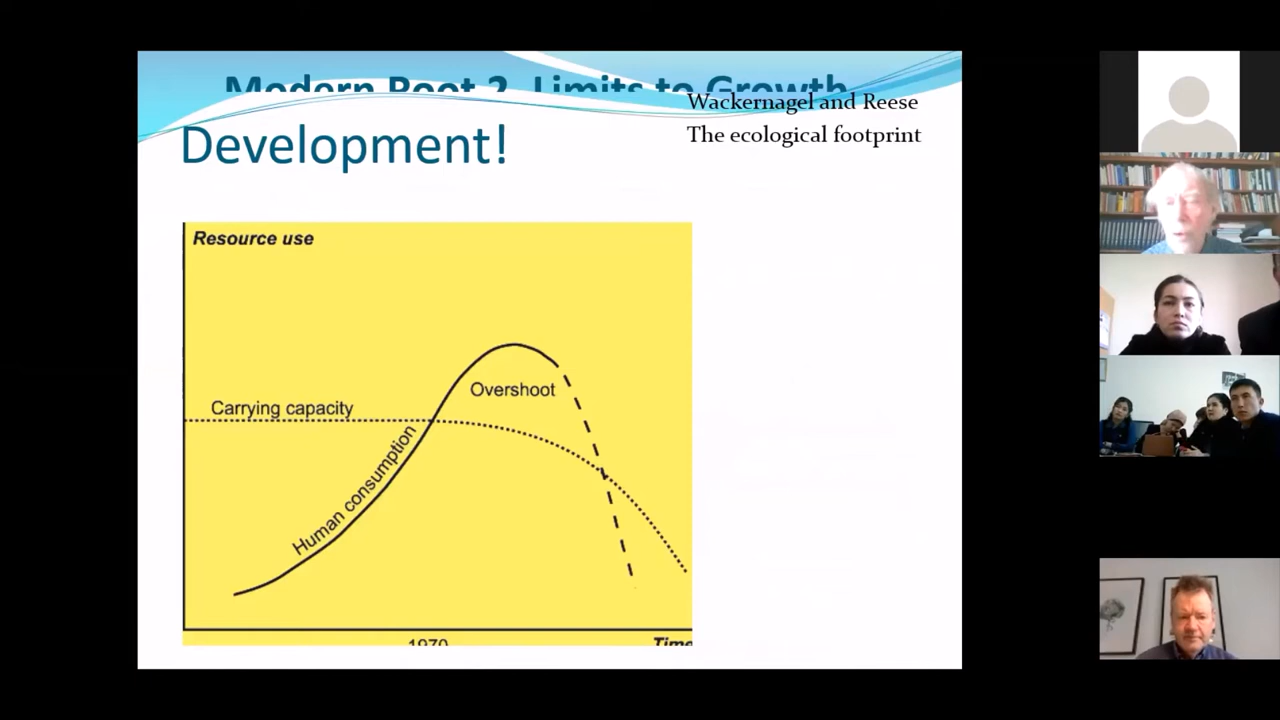 Modern Root 2 Limits to Growth
Development!
Wackernagel and Reese
The ecological footprint
Resource use
Carrying capacity
Overshoot
Human consumption
1970
Time